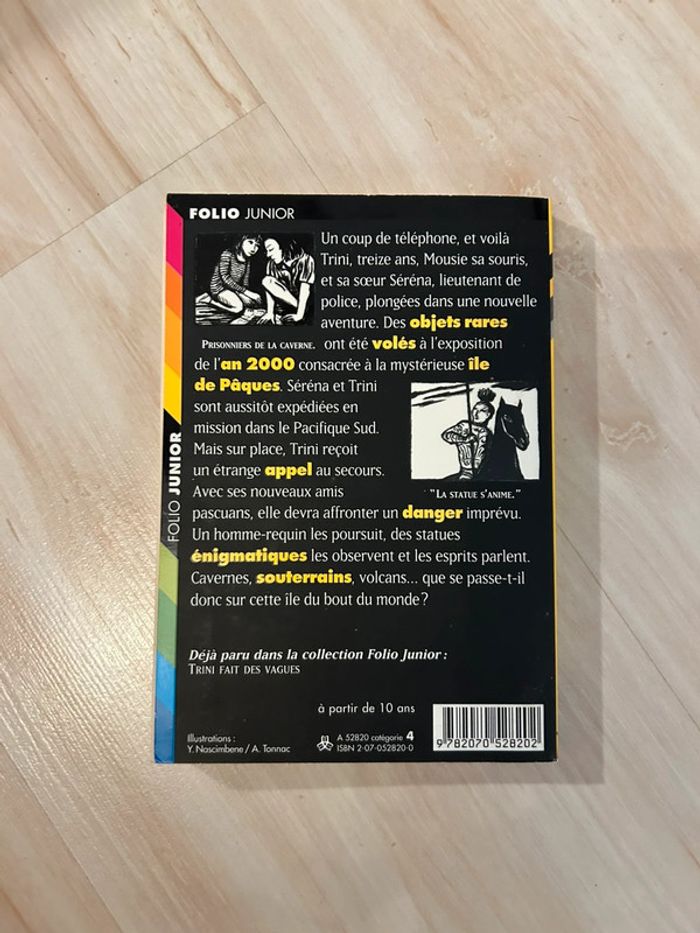 FOLIO JUNIOR
Un coup de téléphone, et voilà
Trini, treize ans, Mousie sa souris,
et sa sœur Séréna, lieutenant de
police, plongées dans une nouvelle
aventure. Des objets rares
PRISONNIERS DE LA CAVERNE.
ont été volés à l'exposition
de l'an 2000 consacrée à la mystérieuse île
de Pâques. Séréna et Trini
sont aussitôt expédiées en
mission dans le Pacifique Sud.
Mais sur place, Trini reçoit
un étrange appel au secours.
Avec ses nouveaux amis
"LA STATUE S'ANIME."
pascuans, elle devra affronter un danger imprévu.
Un homme-requin les poursuit, des statues
énigmatiques les observent et les esprits parlent.
Cavernes, souterrains, volcans... que se passe-t-il
donc sur cette île du bout du monde ?
Déjà paru dans la collection Folio Junior :
TRINI FAIT DES VAGUES
à partir de 10 ans
Illustrations :
Y. Nascimbene / A. Tonnac
A 52820 catégorie 4
ISBN 2-07-052820-0
9 782070 528202
FOLIO JUNIOR